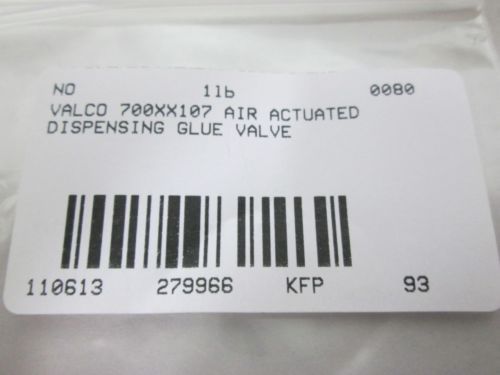 NO 1lb 0080
VALCO 700XX107 AIR ACTUATED
DISPENSING GLUE VALVE
110613 279966 KFP 93